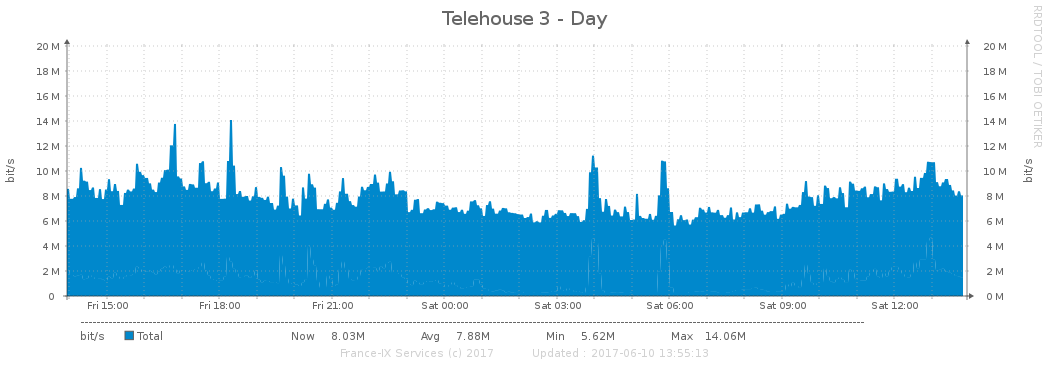 Telehouse 3 - Day
RRDTOOL / TOBI OETIKER
bit/s
bit/s
20 M 20 M
18 M 18 M
16 M 16 M
14 M 14 M
12 M 12 M
10 M 10 M
8 M 8 M
6 M 6 M
4 M 4 M
2 M 2 M
0 0 M
Fri 15:00 Fri 18:00 Fri 21:00 Sat 00:00 Sat 03:00 Sat 06:00 Sat 09:00 Sat 12:00
bit/s Total Now 8.03M Avg 7.88M Min 5.62M Max 14.06M
France-IX Services (c) 2017 Updated : 2017-06-10 13:55:13